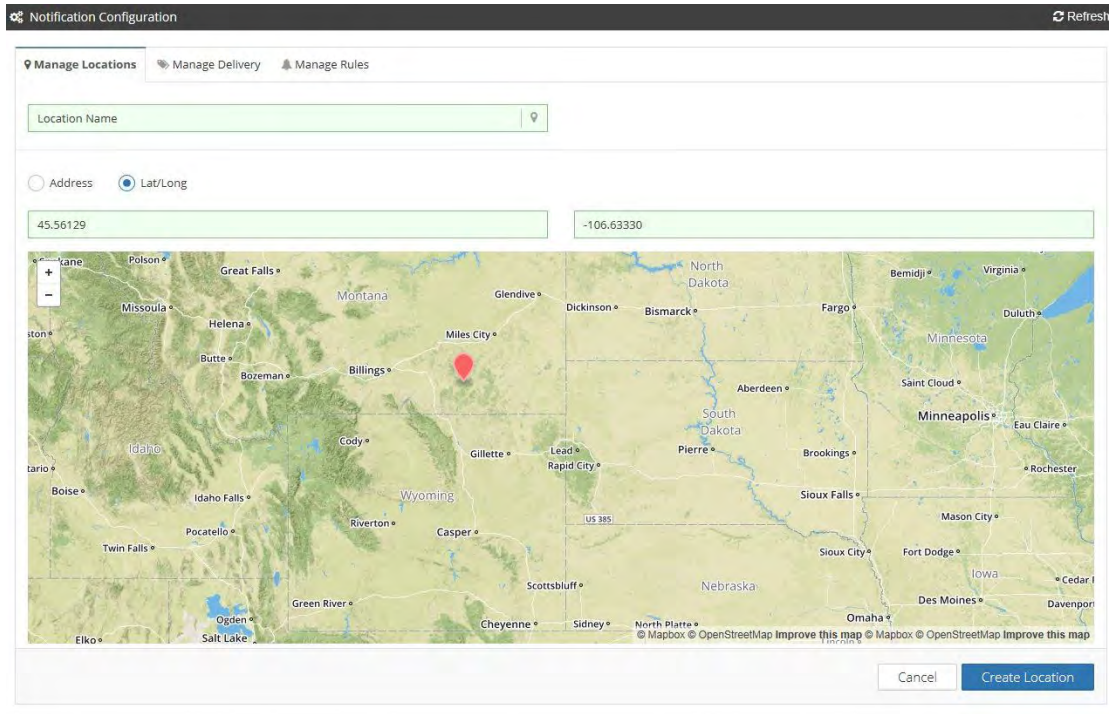 Notification Configuration
Refresh
Manage Locations
Manage Delivery
Manage Rules
Location Name
Address
Lat/Long
45.56129
-106.63330
+
−
Polson
Great Falls
Montana
Glendive
North
Dakota
Bemidji
Virginia
Missoula
Dickinson
Bismarck
Fargo
Duluth
Helena
Miles City
Minnesota
Butte
Bozeman
Billings
Aberdeen
Saint Cloud
South
Dakota
Minneapolis
Eau Claire
Idaho
Cody
Gillette
Lead
Rapid City
Pierre
Brookings
Rochester
Boise
Idaho Falls
Wyoming
Sioux Falls
Riverton
Casper
US 385
Mason City
Pocatello
Twin Falls
Sioux City
Fort Dodge
Iowa
Scottsbluff
Nebraska
Green River
Des Moines
Davenpor
Ogden
Omaha
Cheyenne
Sidney
North Platte
Elko
Salt Lake
© Mapbox © OpenStreetMap Improve this map © Mapbox © OpenStreetMap Improve this map
Cancel
Create Location